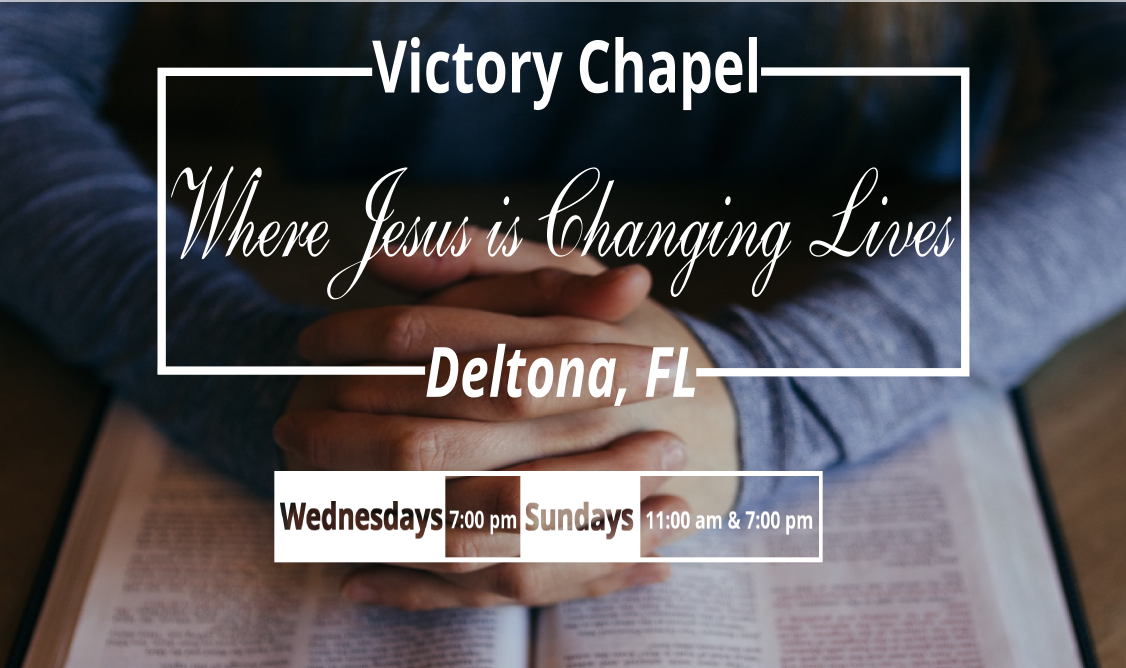 Victory Chapel
Where Jesus is Changing Lives
Deltona, FL
Wednesdays 7:00 pm Sundays 11:00 am & 7:00 pm